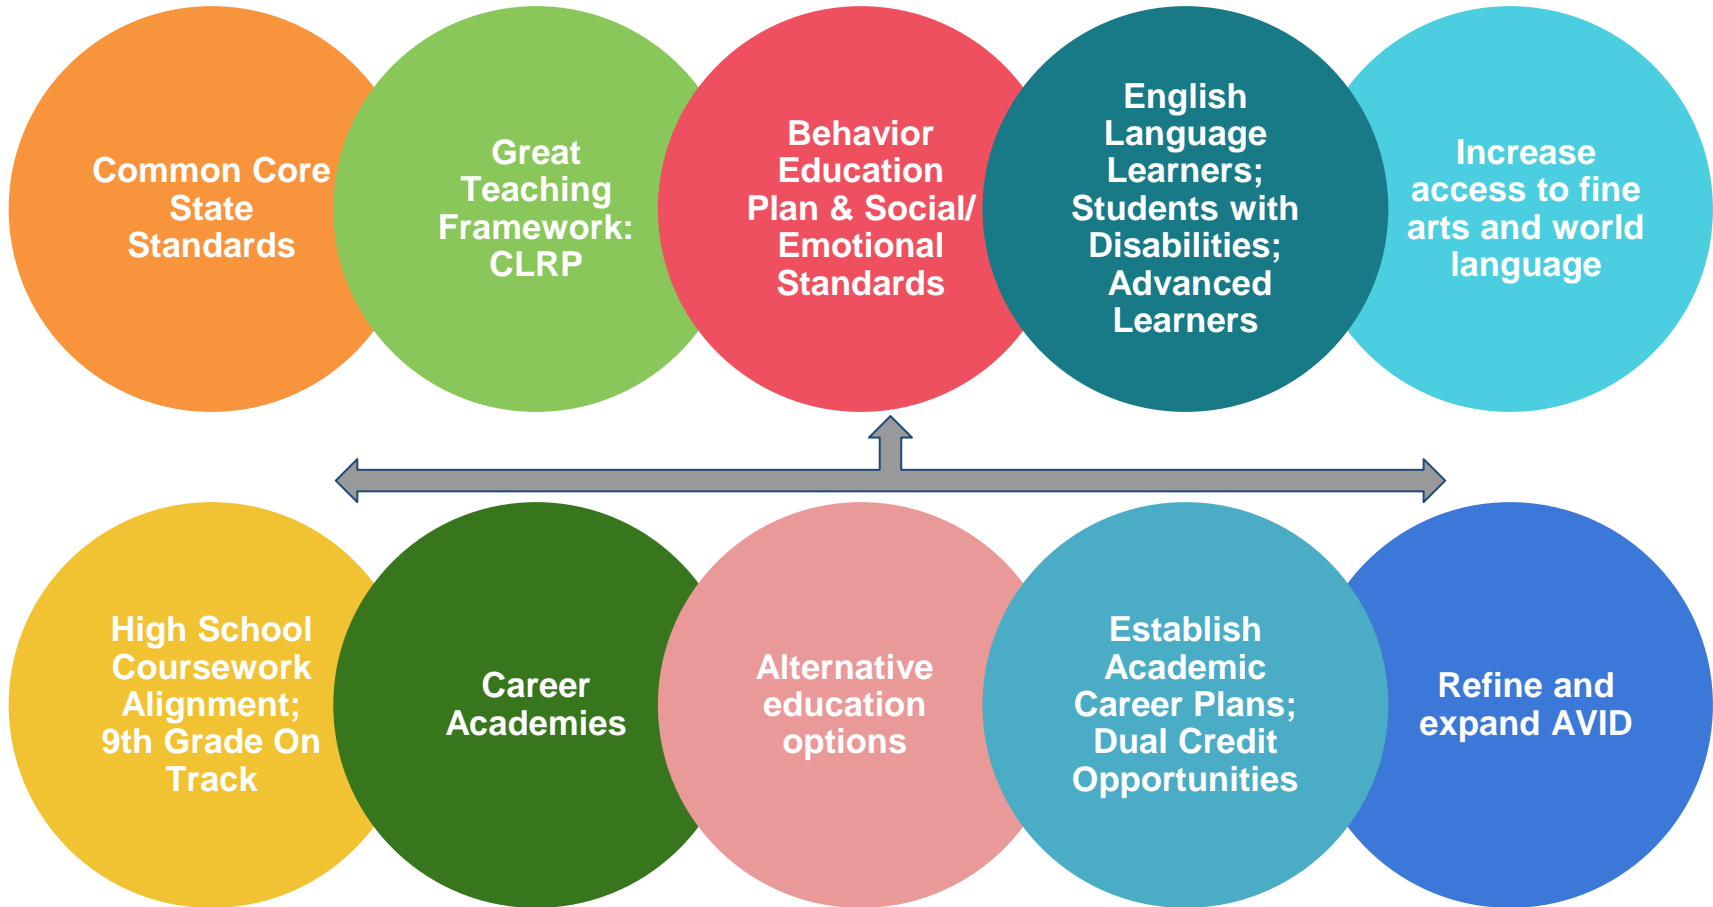 Common Core
State
Standards
Great
Teaching
Framework:
CLRP
Behavior
Education
Plan & Social/
Emotional
Standards
English
Language
Learners;
Students with
Disabilities;
Advanced
Learners
Increase
access to fine
arts and world
language
High School
Coursework
Alignment;
9th Grade On
Track
Career
Academies
Alternative
education
options
Establish
Academic
Career Plans;
Dual Credit
Opportunities
Refine and
expand AVID